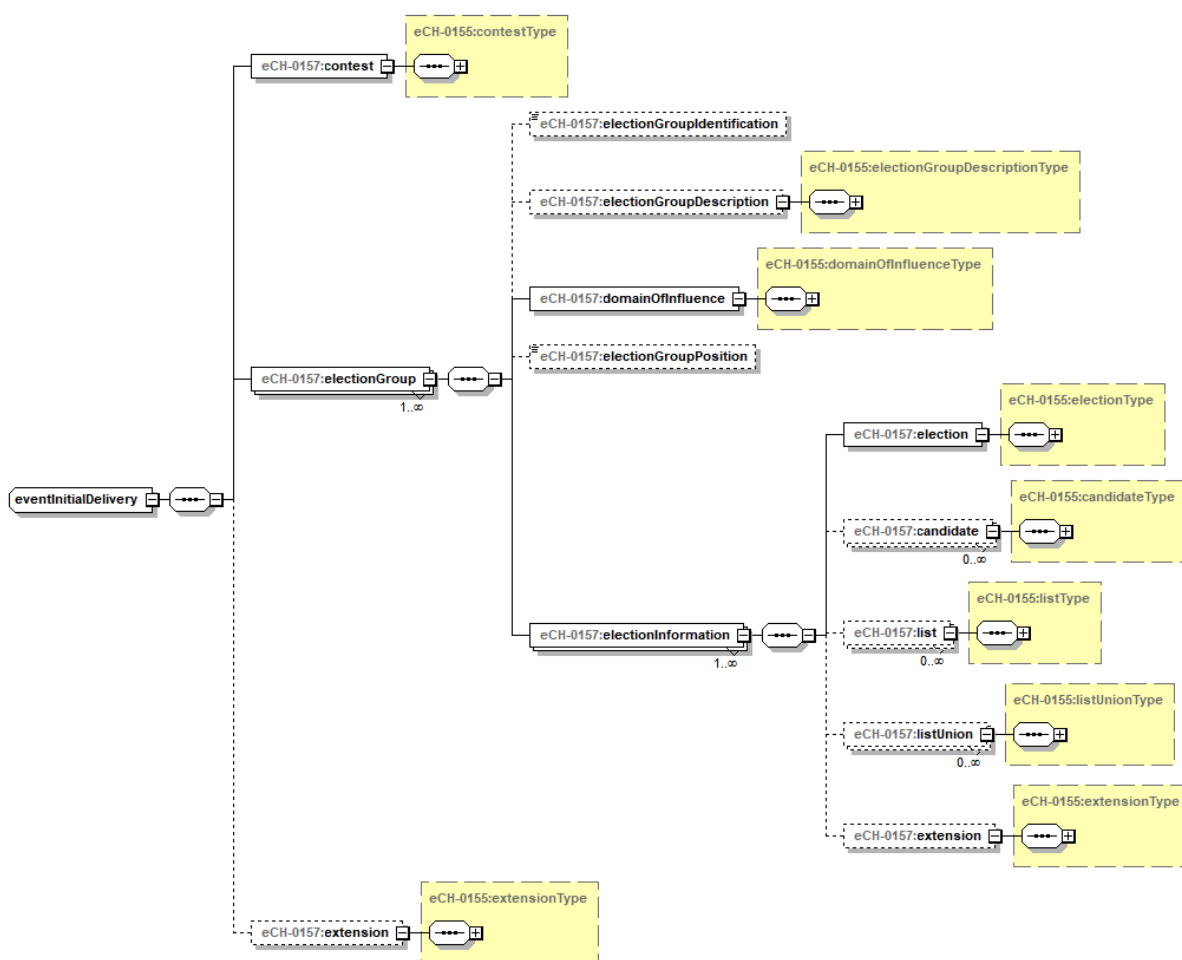 eCH-0155:contestType
eCH-0157:contest
eCH-0157:electionGroupIdentification
eCH-0155:electionGroupDescriptionType
eCH-0157:electionGroupDescription
eCH-0155:domainOfInfluenceType
eCH-0157:domainOfInfluence
eCH-0157:electionGroupPosition
eCH-0157:electionGroup
1..∞
eCH-0155:electionType
eCH-0157:election
eventInitialDelivery
eCH-0155:candidateType
eCH-0157:candidate
0..∞
eCH-0155:listType
eCH-0157:electionInformation
1..∞
eCH-0157:list
0..∞
eCH-0155:listUnionType
eCH-0157:listUnion
0..∞
eCH-0155:extensionType
eCH-0157:extension
eCH-0155:extensionType
eCH-0157:extension